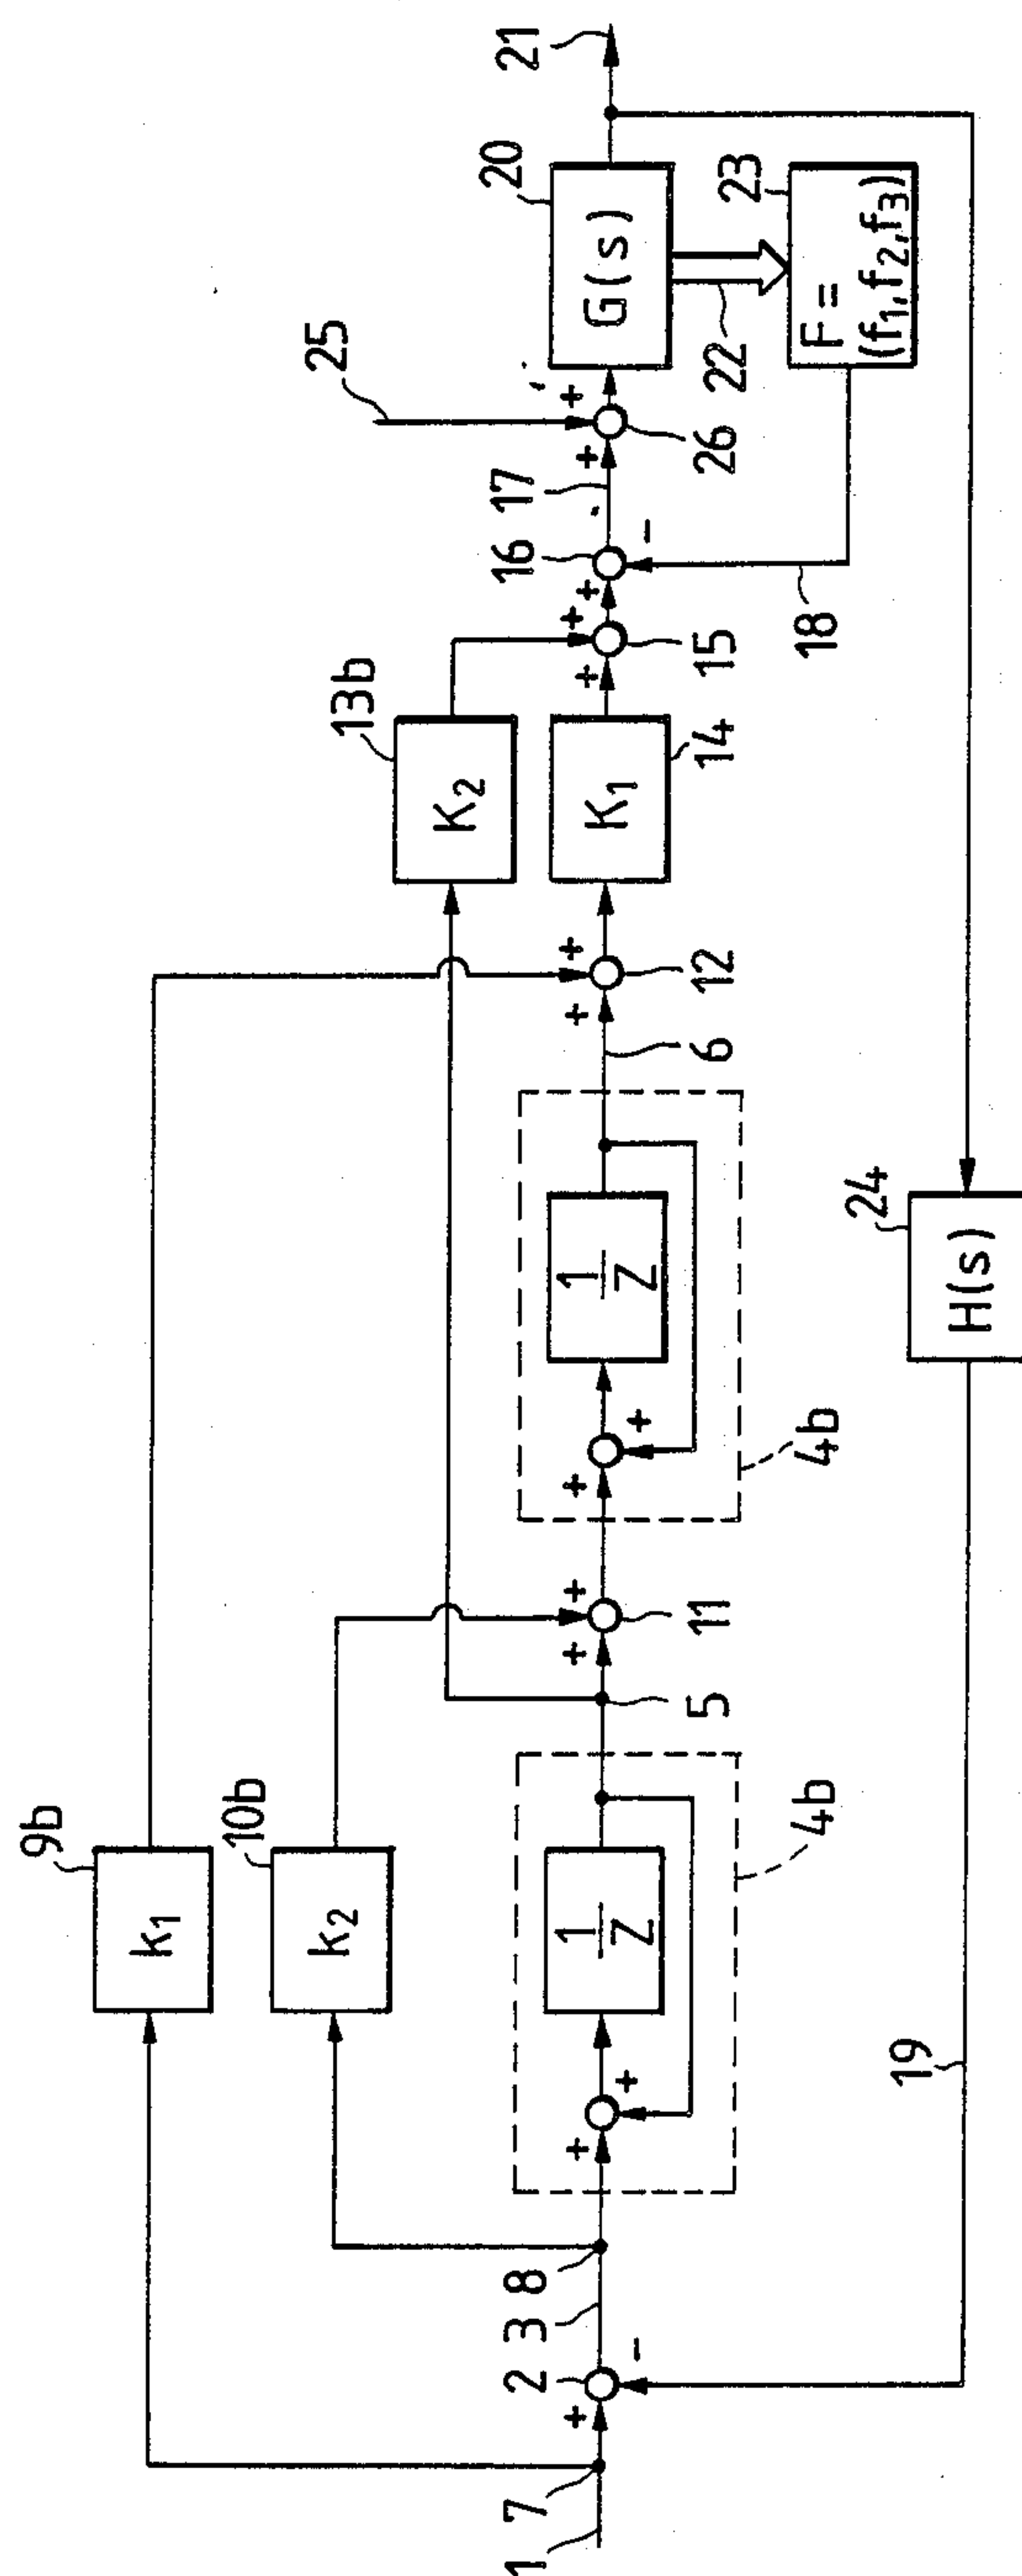 9b
k1
10b
k2
13b
K2
25
1
7
2
3
8
+
-
+
+
1
Z
4b
5
+
+
11
+
+
1
Z
4b
6
+
+
12
K1
14
+
+
15
+
16
-
17
18
+
+
26
20
G(s)
21
22
23
F =
(f1,f2,f3)
19
24
H(s)